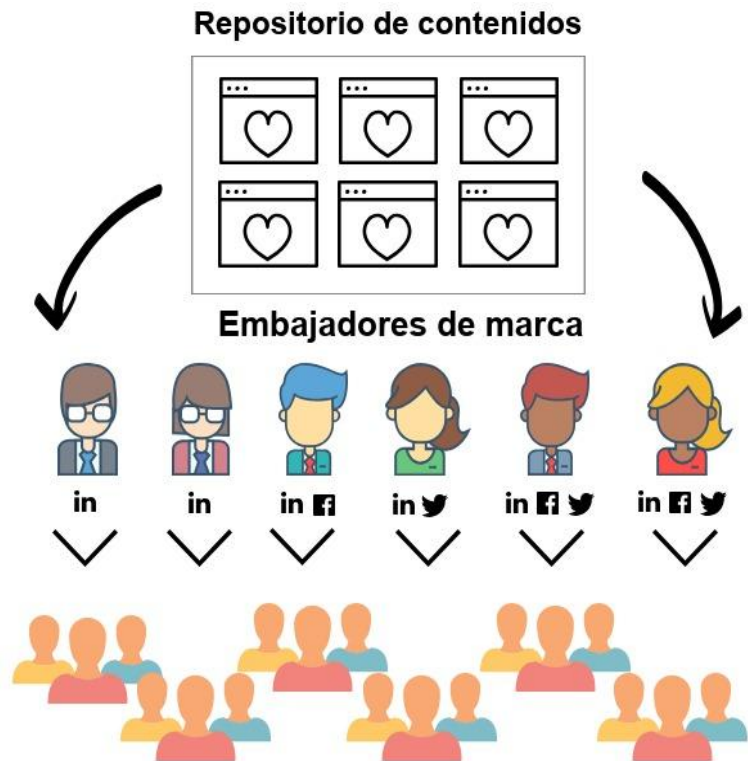 Repositorio de contenidos
Embajadores de marca
in in in in in in